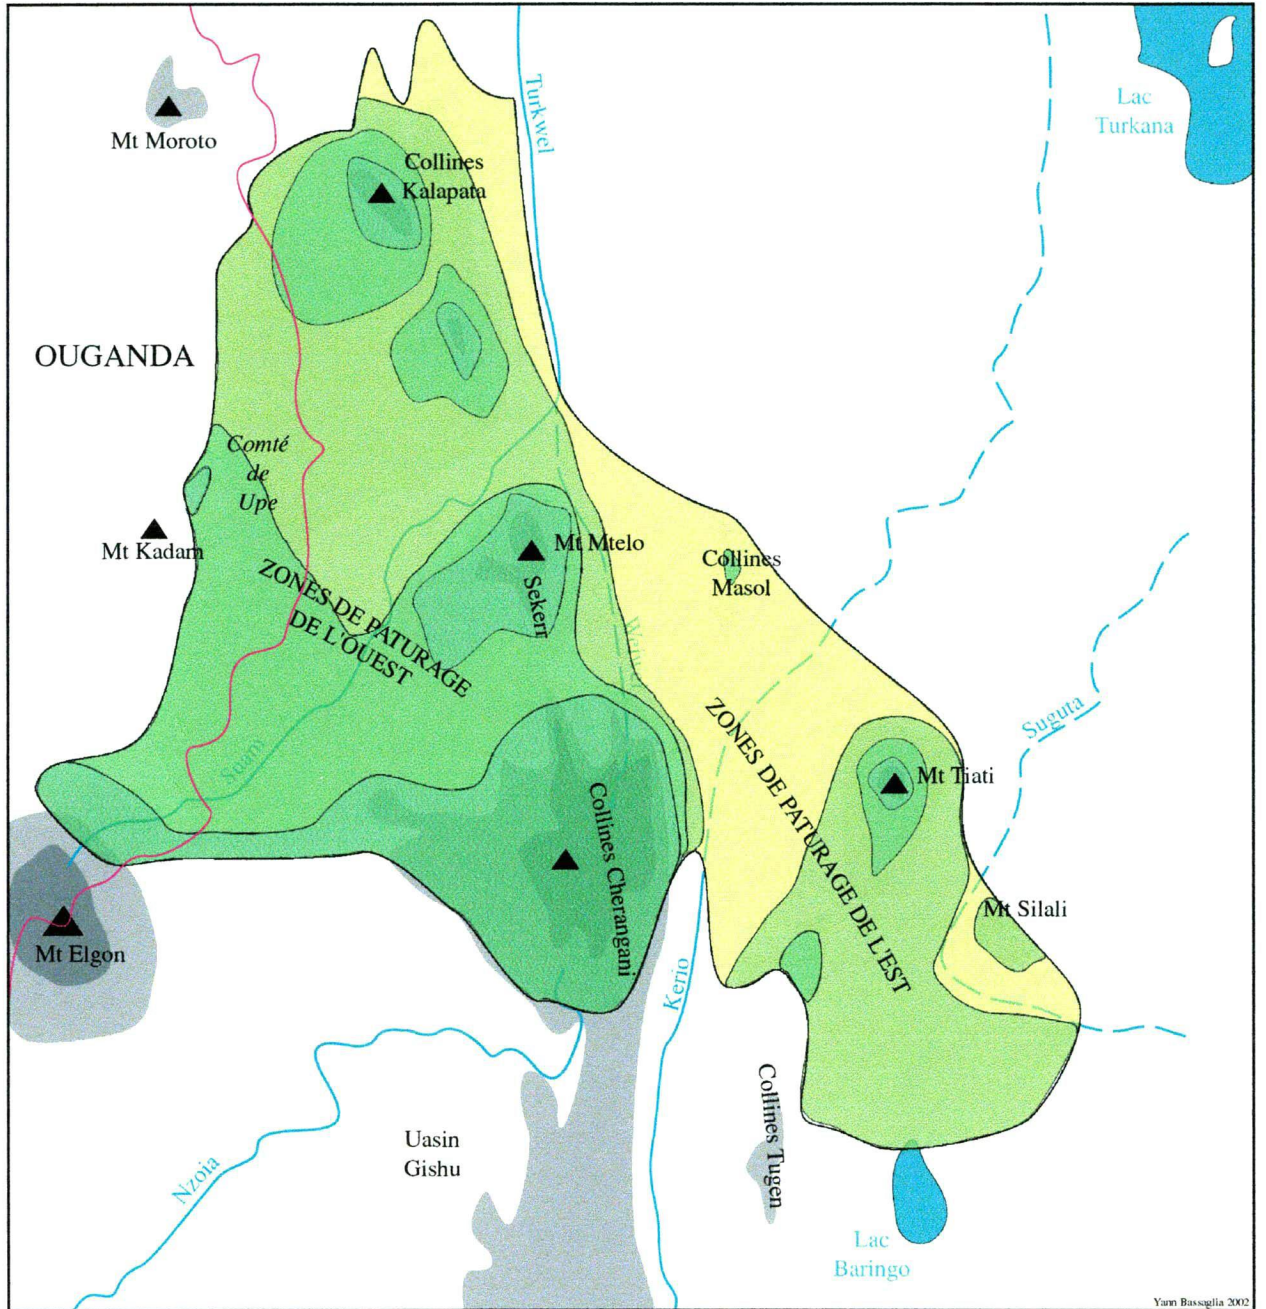 Turkwel
Lac
Turkana
Mt Moroto
Collines
Kalapata
OUGANDA
Comté
de
Upe
Mt Kadam
Mt Mtelo
Sekerr
Collines
Masol
ZONES DE PATURAGE
DE L'OUEST
Suam
Suguta
ZONES DE PATURAGE DE L'EST
Mt Tiati
Collines Cherangani
Mt Silali
Mt Elgon
Kerio
Collines Tugen
Uasin
Gishu
Nzoia
Lac
Baringo
Yann Bassaglia 2002